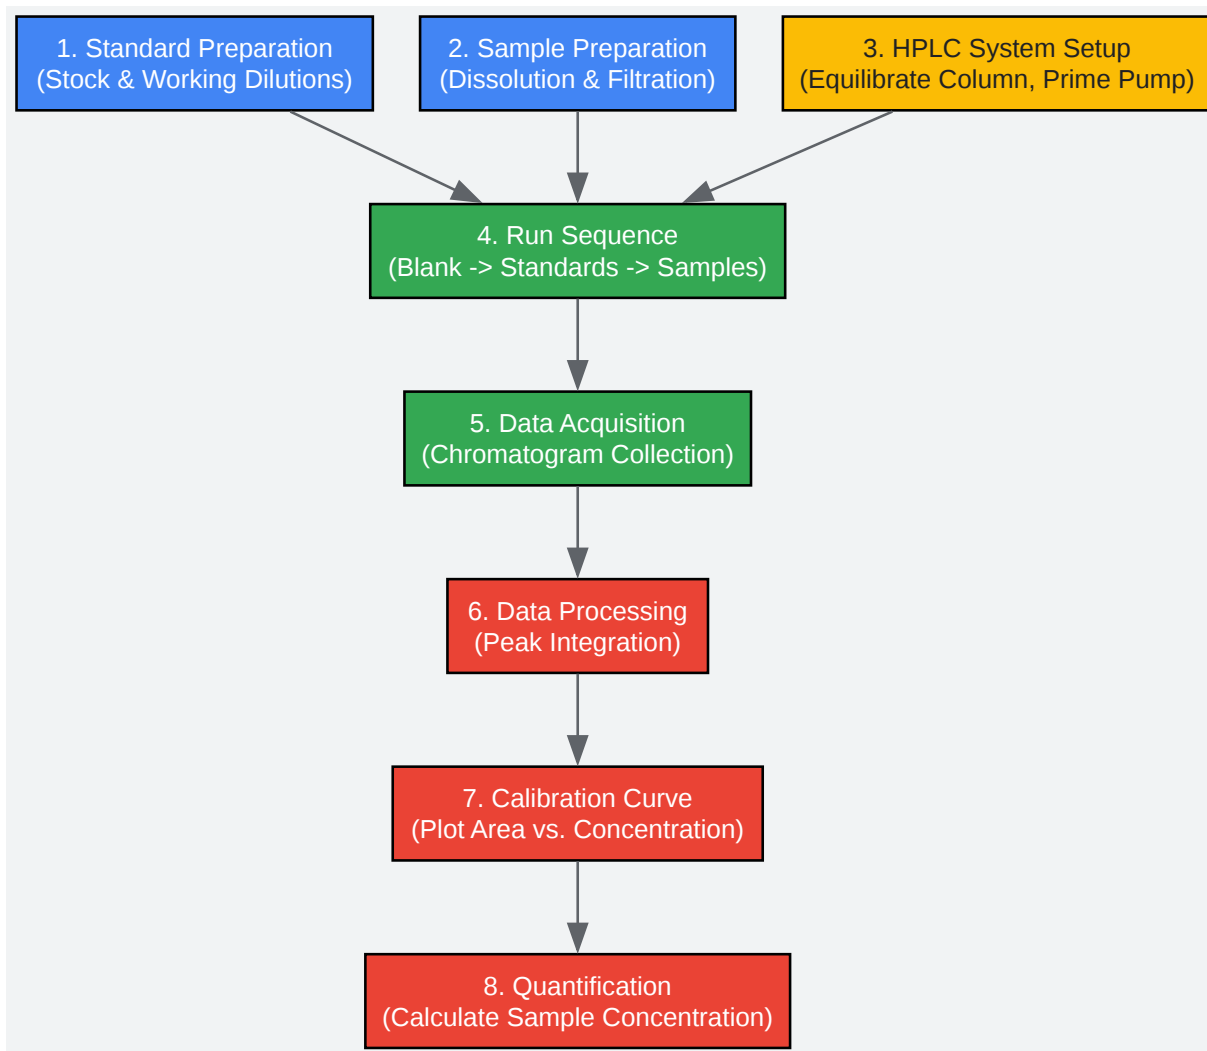 1. Standard Preparation
(Stock & Working Dilutions)
2. Sample Preparation
(Dissolution & Filtration)
3. HPLC System Setup
(Equilibrate Column, Prime Pump)
4. Run Sequence
(Blank -> Standards -> Samples)
5. Data Acquisition
(Chromatogram Collection)
6. Data Processing
(Peak Integration)
7. Calibration Curve
(Plot Area vs. Concentration)
8. Quantification
(Calculate Sample Concentration)